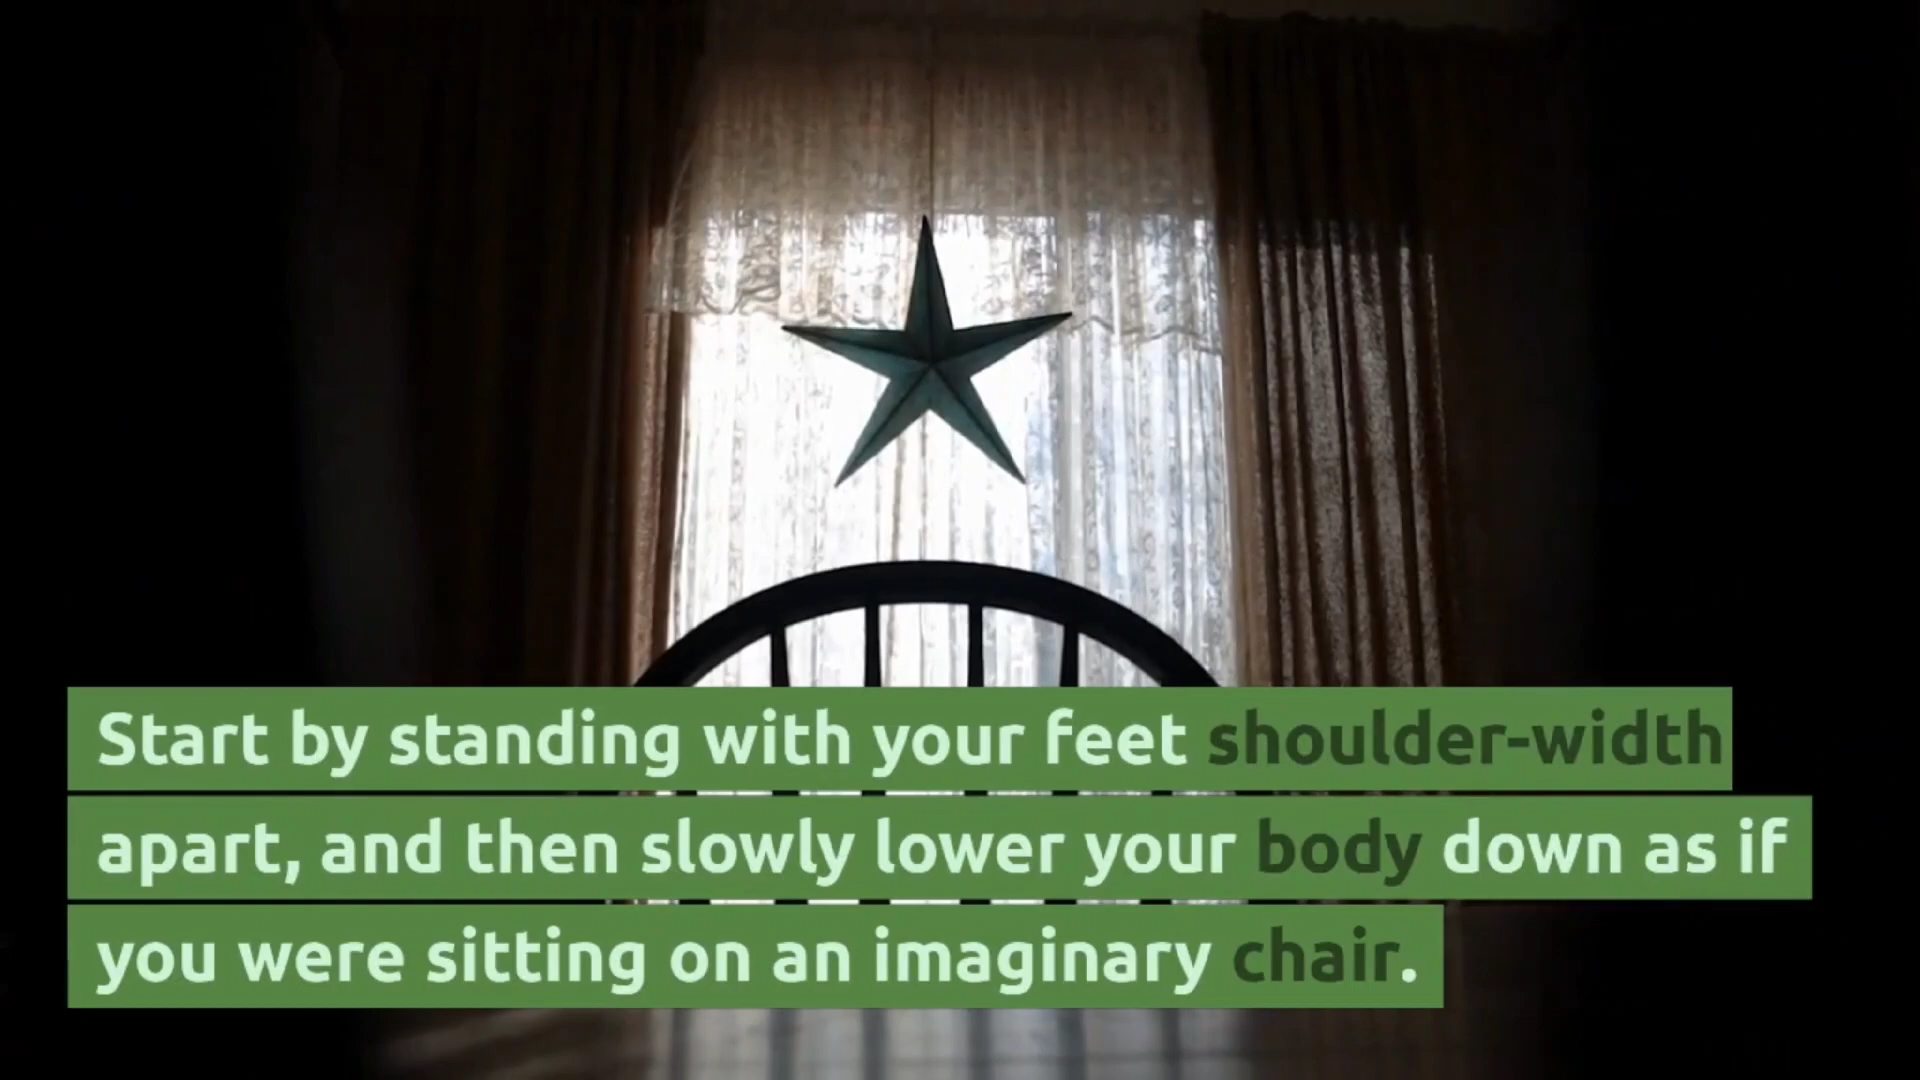 Start by standing with your feet shoulder-width
apart, and then slowly lower your body down as if
you were sitting on an imaginary chair.